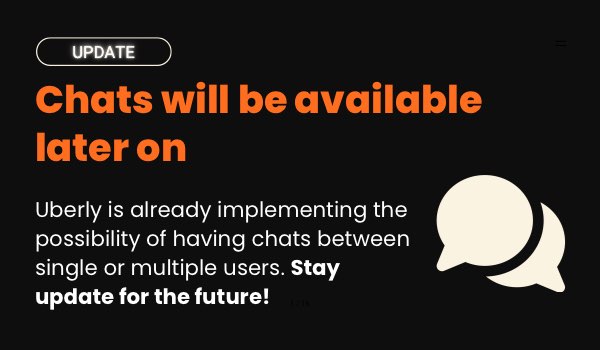 UPDATE
Chats will be available
later on
Uberly is already implementing the
possibility of having chats between
single or multiple users. Stay
update for the future!